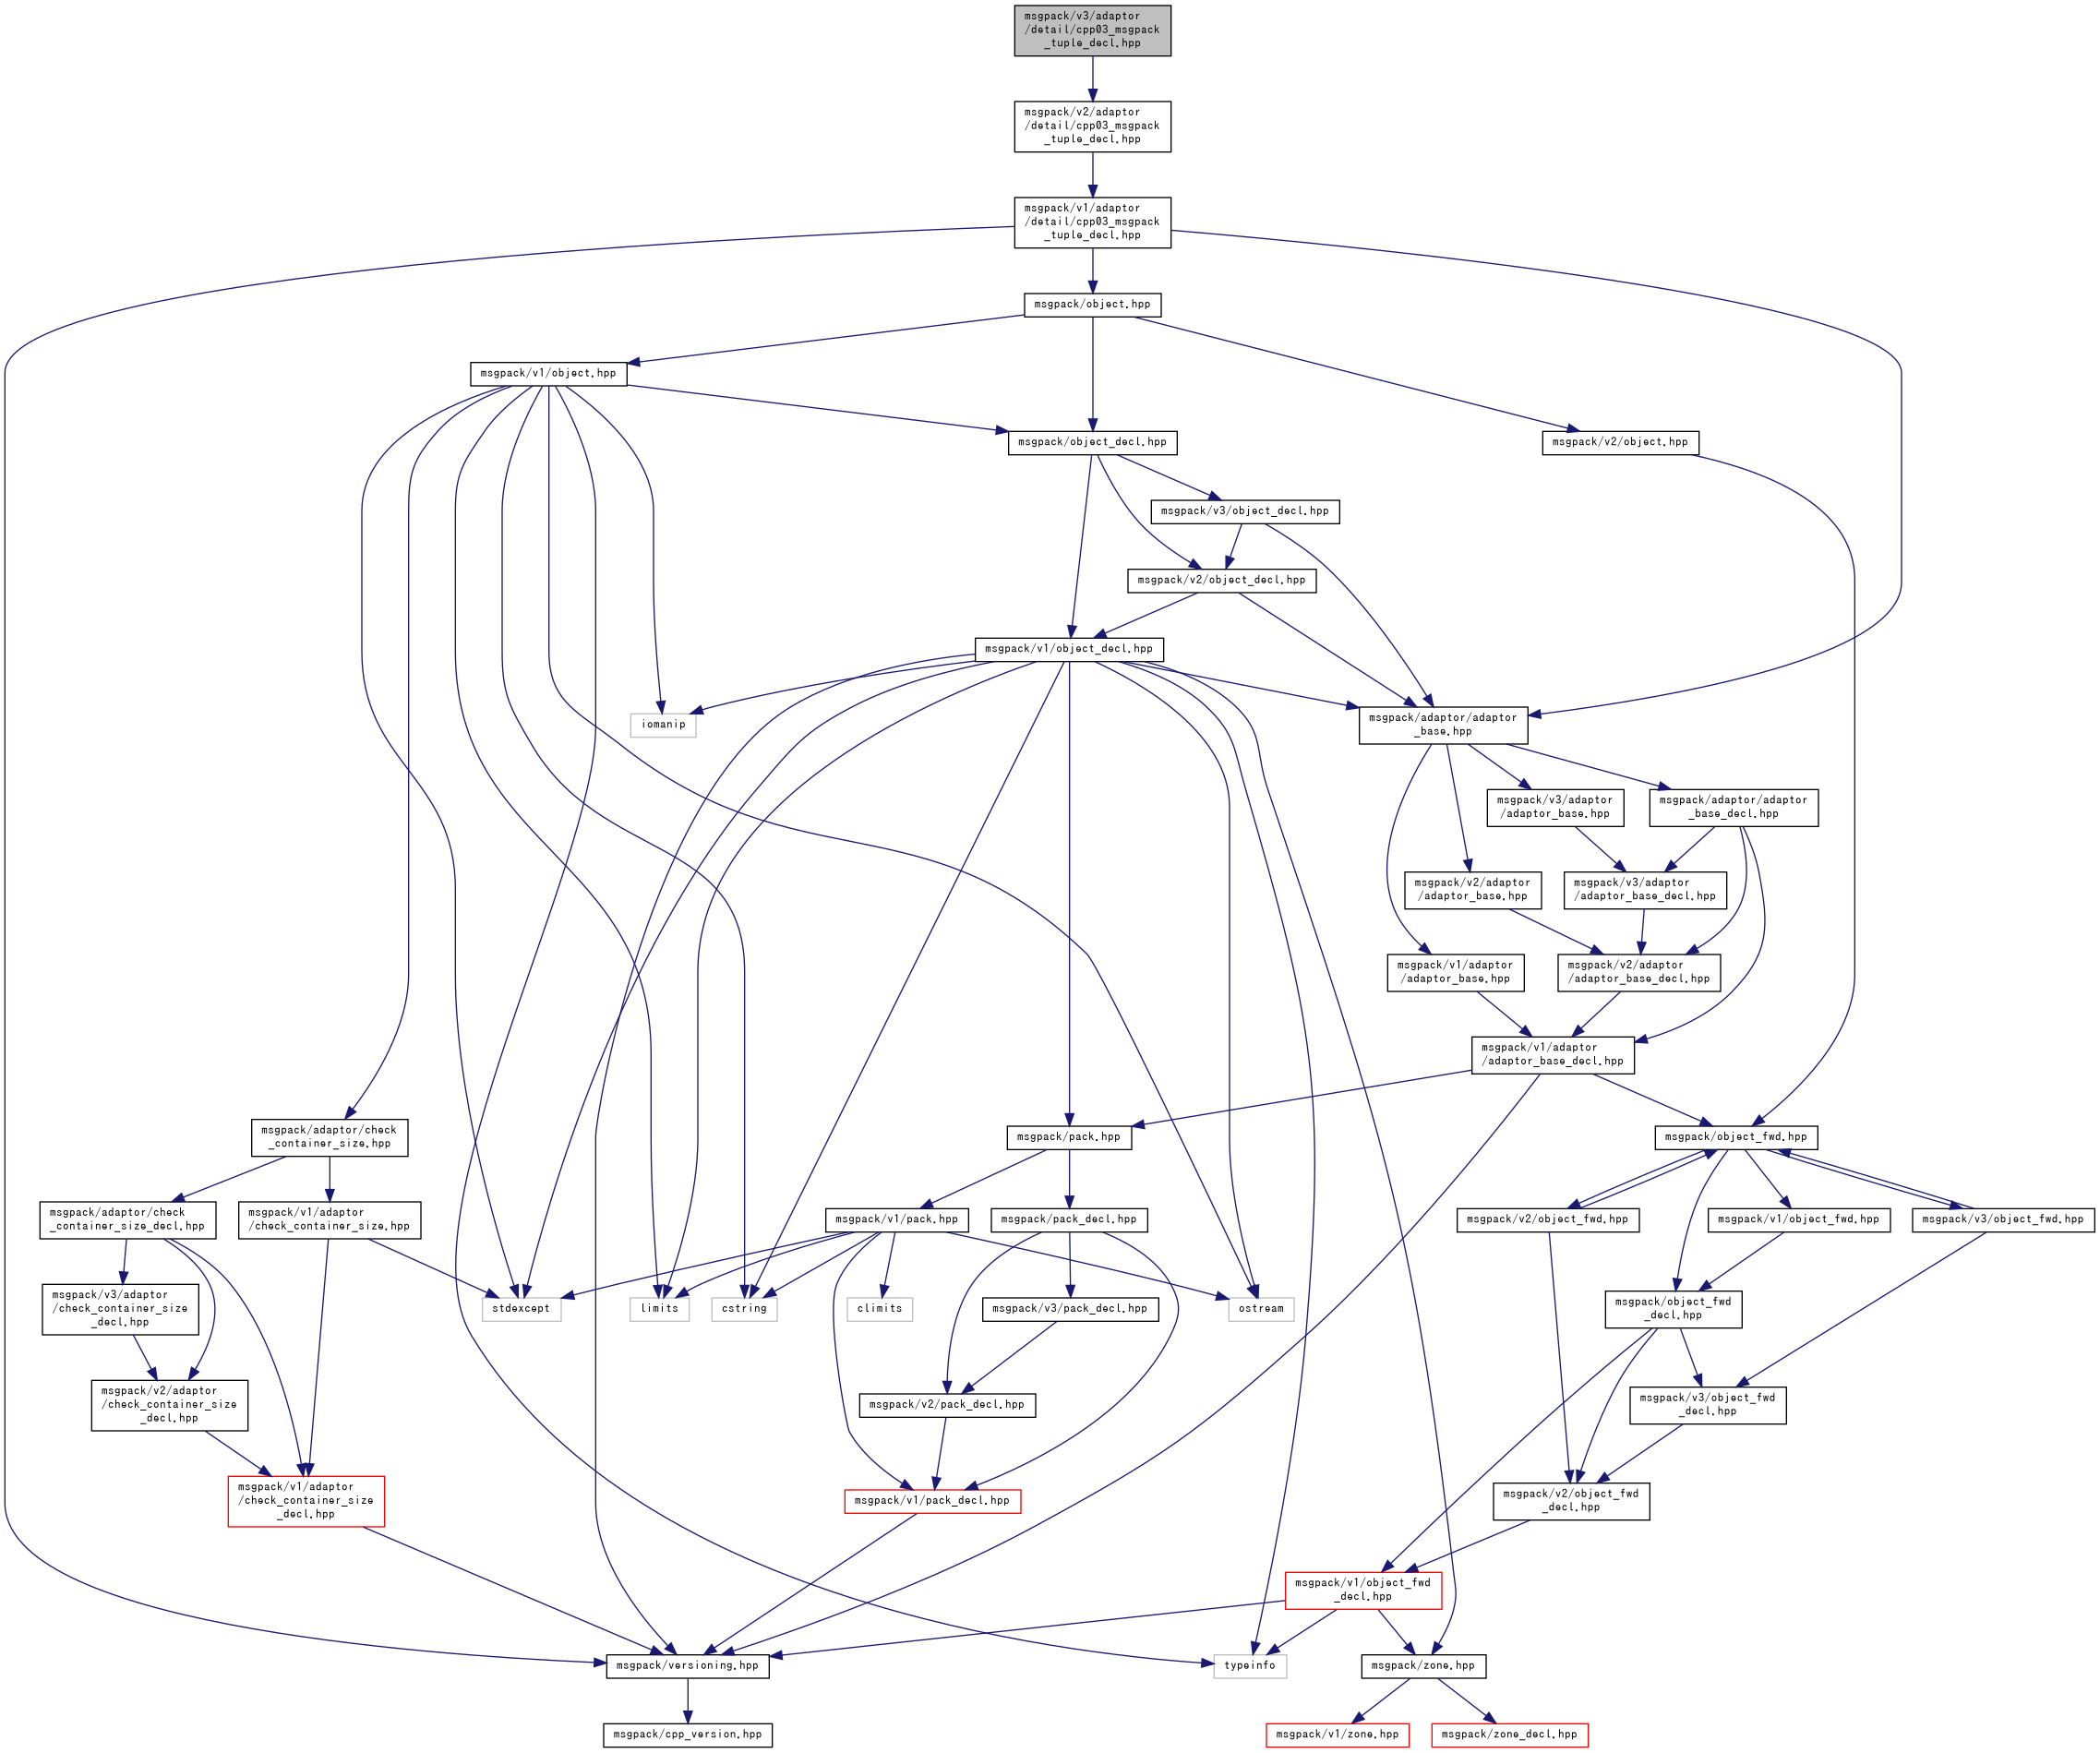 msgpack/v3/adaptor
/detail/cpp03_msgpack
_tuple_decl.hpp
msgpack/v2/adaptor
/detail/cpp03_msgpack
_tuple_decl.hpp
msgpack/v1/adaptor
/detail/cpp03_msgpack
_tuple_decl.hpp
msgpack/object.hpp
msgpack/v1/object.hpp
msgpack/object_decl.hpp
msgpack/v2/object.hpp
msgpack/v3/object_decl.hpp
msgpack/v2/object_decl.hpp
msgpack/v1/object_decl.hpp
iomanip
msgpack/adaptor/adaptor
_base.hpp
msgpack/v3/adaptor
/adaptor_base.hpp
msgpack/adaptor/adaptor
_base_decl.hpp
msgpack/v2/adaptor
/adaptor_base.hpp
msgpack/v3/adaptor
/adaptor_base_decl.hpp
msgpack/v1/adaptor
/adaptor_base.hpp
msgpack/v2/adaptor
/adaptor_base_decl.hpp
msgpack/v1/adaptor
/adaptor_base_decl.hpp
msgpack/adaptor/check
_container_size.hpp
msgpack/pack.hpp
msgpack/object_fwd.hpp
msgpack/adaptor/check
_container_size_decl.hpp
msgpack/v1/adaptor
/check_container_size.hpp
msgpack/v1/pack.hpp
msgpack/pack_decl.hpp
msgpack/v2/object_fwd.hpp
msgpack/v1/object_fwd.hpp
msgpack/v3/object_fwd.hpp
msgpack/v3/adaptor
/check_container_size
_decl.hpp
stdexcept
limits
cstring
climits
msgpack/v3/pack_decl.hpp
ostream
msgpack/object_fwd
_decl.hpp
msgpack/v2/adaptor
/check_container_size
_decl.hpp
msgpack/v2/pack_decl.hpp
msgpack/v3/object_fwd
_decl.hpp
msgpack/v1/adaptor
/check_container_size
_decl.hpp
msgpack/v1/pack_decl.hpp
msgpack/v2/object_fwd
_decl.hpp
msgpack/v1/object_fwd
_decl.hpp
msgpack/versioning.hpp
typeinfo
msgpack/zone.hpp
msgpack/cpp_version.hpp
msgpack/v1/zone.hpp
msgpack/zone_decl.hpp